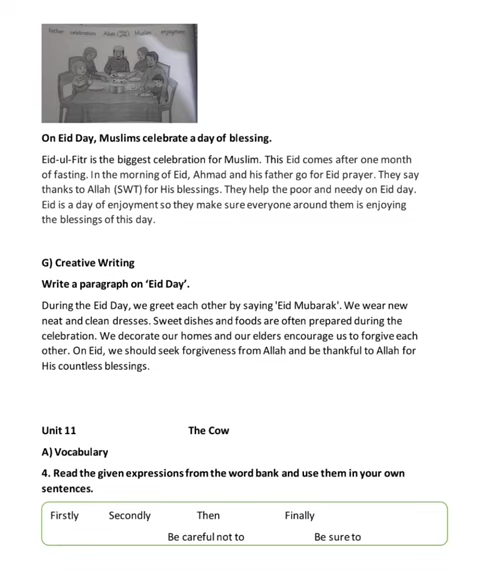 Father celebration Allah (SWT) Muslim enjoyment
On Eid Day, Muslims celebrate a day of blessing.
Eid-ul-Fitr is the biggest celebration for Muslim. This Eid comes after one month
of fasting. In the morning of Eid, Ahmad and his father go for Eid prayer. They say
thanks to Allah (SWT) for His blessings. They help the poor and needy on Eid day.
Eid is a day of enjoyment so they make sure everyone around them is enjoying
the blessings of this day.
G) Creative Writing
Write a paragraph on ‘Eid Day’.
During the Eid Day, we greet each other by saying 'Eid Mubarak'. We wear new
neat and clean dresses. Sweet dishes and foods are often prepared during the
celebration. We decorate our homes and our elders encourage us to forgive each
other. On Eid, we should seek forgiveness from Allah and be thankful to Allah for
His countless blessings.
Unit 11 The Cow
A) Vocabulary
4. Read the given expressions from the word bank and use them in your own
sentences.
Firstly Secondly Then Finally
Be careful not to Be sure to